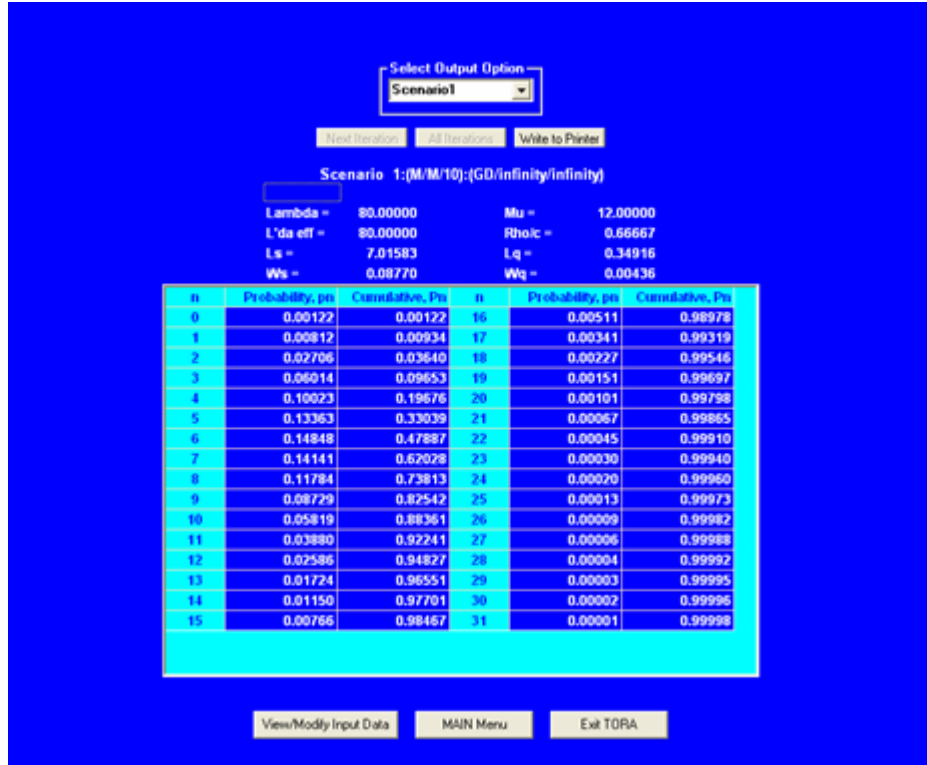 Select Output Option
Scenario1
Next Iteration All Iterations Write to Printer
Scenario 1:(M/M/10):(GD/infinity/infinity)
Lambda = 80.00000 Mu = 12.00000
L'da eff = 80.00000 Rho/c = 0.66667
Ls = 7.01583 Lq = 0.34916
Ws = 0.08770 Wq = 0.00436
n Probability, pn Cumulative, Pn n Probability, pn Cumulative, Pn
0 0.00122 0.00122 16 0.00511 0.98978
1 0.00812 0.00934 17 0.00341 0.99319
2 0.02706 0.03640 18 0.00227 0.99546
3 0.06014 0.09653 19 0.00151 0.99697
4 0.10023 0.19676 20 0.00101 0.99798
5 0.13363 0.33039 21 0.00067 0.99865
6 0.14848 0.47887 22 0.00045 0.99910
7 0.14141 0.62028 23 0.00030 0.99940
8 0.11784 0.73813 24 0.00020 0.99960
9 0.08729 0.82542 25 0.00013 0.99973
10 0.05819 0.88361 26 0.00009 0.99982
11 0.03880 0.92241 27 0.00006 0.99988
12 0.02586 0.94827 28 0.00004 0.99992
13 0.01724 0.96551 29 0.00003 0.99995
14 0.01150 0.97701 30 0.00002 0.99996
15 0.00766 0.98467 31 0.00001 0.99998
View/Modify Input Data MAIN Menu Exit TORA